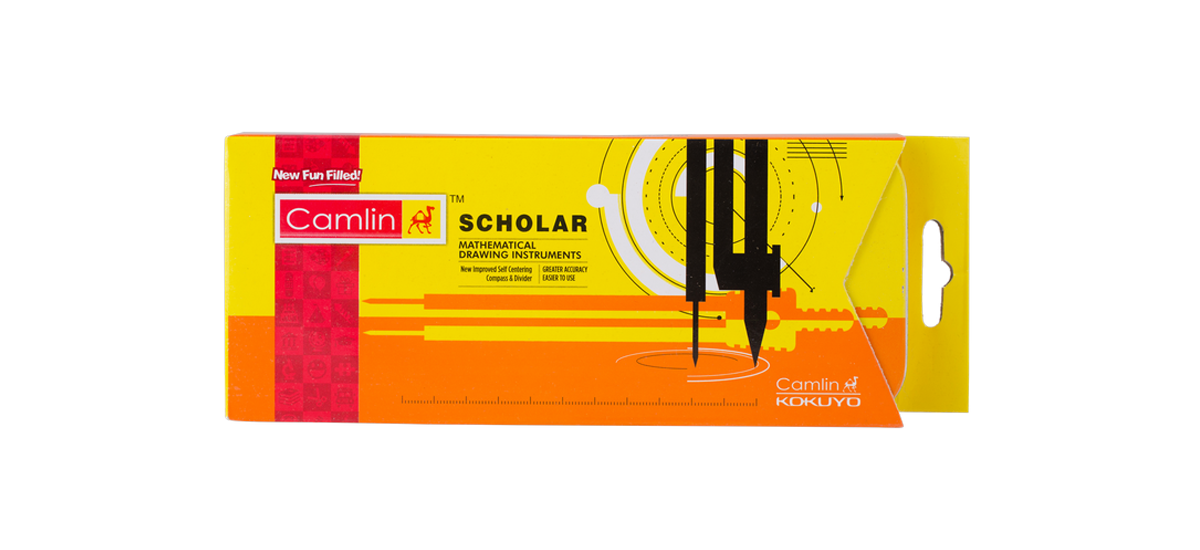 New Fun Filled!
Camlin
TM
SCHOLAR
MATHEMATICAL
DRAWING INSTRUMENTS
New Improved Self Centering
Compass & Divider
GREATER ACCURACY
EASIER TO USE
Camlin
KOKUYO